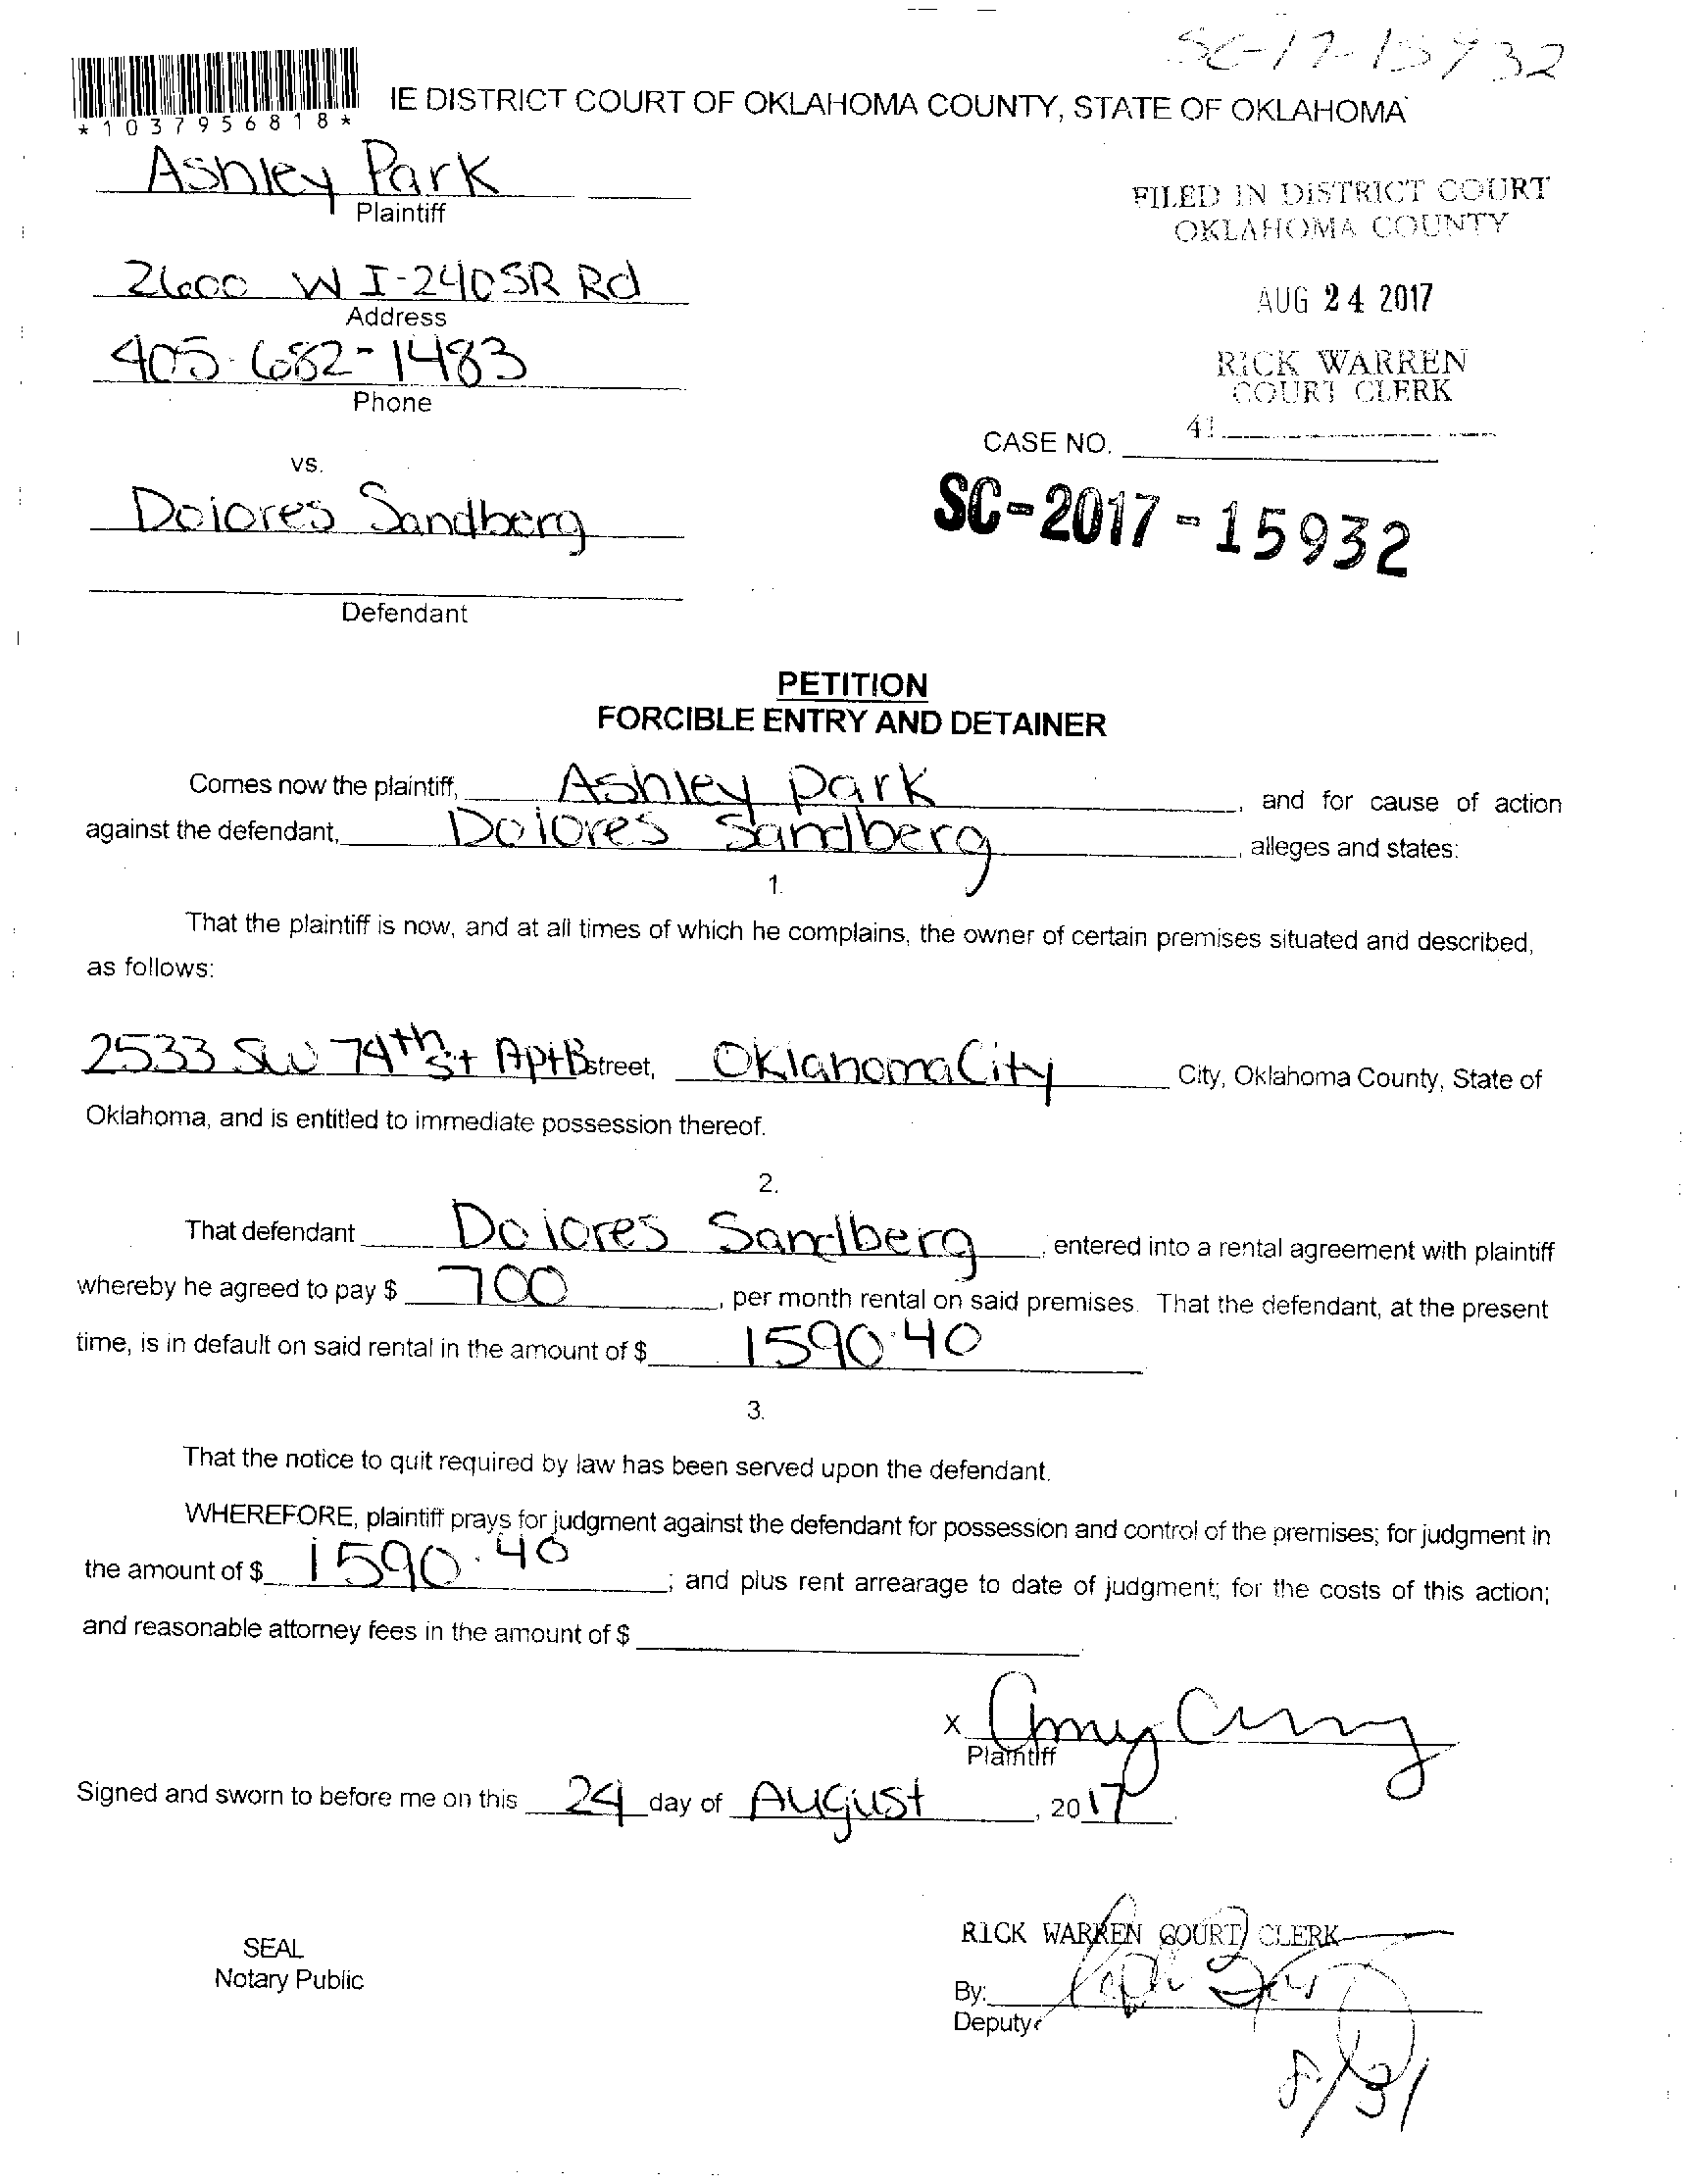 SC-17-15932
*1037956818*
IE DISTRICT COURT OF OKLAHOMA COUNTY, STATE OF OKLAHOMA
Ashley Park
Plaintiff
FILED IN DISTRICT COURT
OKLAHOMA COUNTY
2600 W I-240 SR Rd
Address
AUG 24 2017
405-682-1483
Phone
RICK WARREN
COURT CLERK
41
CASE NO.
vs.
Dolores Sandberg
SC-2017-15932
Defendant
PETITION
FORCIBLE ENTRY AND DETAINER
Comes now the plaintiff, Ashley Park, and for cause of action
against the defendant, Dolores Sandberg, alleges and states:
1.
That the plaintiff is now, and at all times of which he complains, the owner of certain premises situated and described,
as follows:
2533 SW 74th St Apt B street, Oklahoma City City, Oklahoma County, State of
Oklahoma, and is entitled to immediate possession thereof.
2.
That defendant Dolores Sandberg, entered into a rental agreement with plaintiff
whereby he agreed to pay $ 700, per month rental on said premises. That the defendant, at the present
time, is in default on said rental in the amount of $ 1590.40
3.
That the notice to quit required by law has been served upon the defendant.
WHEREFORE, plaintiff prays for judgment against the defendant for possession and control of the premises; for judgment in
the amount of $ 1590.40; and plus rent arrearage to date of judgment; for the costs of this action;
and reasonable attorney fees in the amount of $
X Amy
Plaintiff
Signed and sworn to before me on this 24 day of August, 2017.
RICK WARREN COURT CLERK
SEAL
Notary Public
By:
Deputy
8/31